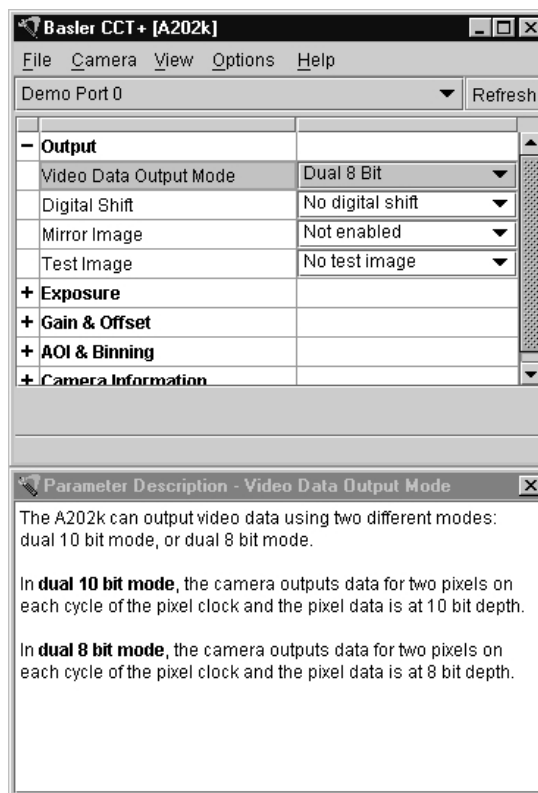 Basler CCT+ [A202k]
File Camera View Options Help
Demo Port 0 Refresh
− Output
Video Data Output Mode Dual 8 Bit
Digital Shift No digital shift
Mirror Image Not enabled
Test Image No test image
+ Exposure
+ Gain & Offset
+ AOI & Binning
+ Camera Information
Parameter Description - Video Data Output Mode
The A202k can output video data using two different modes:
dual 10 bit mode, or dual 8 bit mode.
In dual 10 bit mode, the camera outputs data for two pixels on
each cycle of the pixel clock and the pixel data is at 10 bit depth.
In dual 8 bit mode, the camera outputs data for two pixels on
each cycle of the pixel clock and the pixel data is at 8 bit depth.